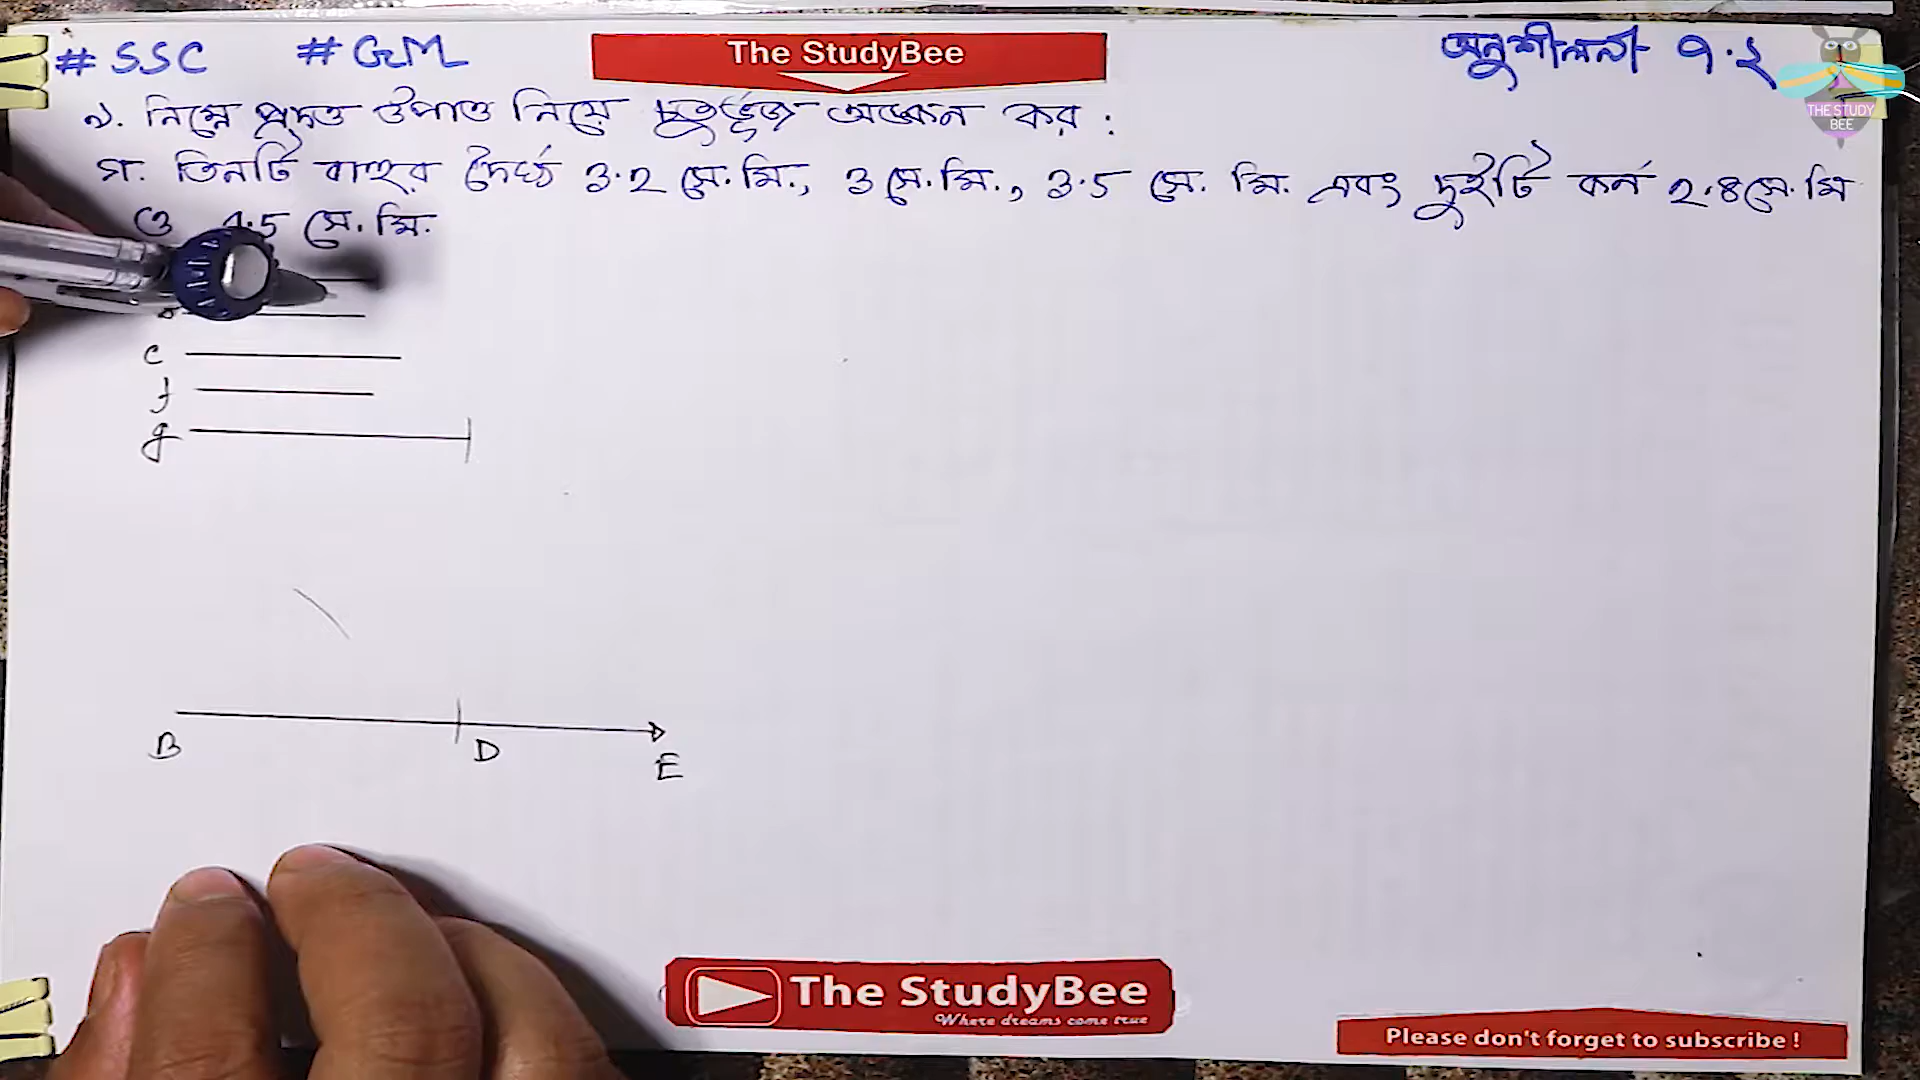 #SSC #GM
The StudyBee
অনুশীলনী ৭.২
THE STUDY
BEE
১. নিম্নে প্রদত্ত উপাত্ত নিয়ে চতুর্ভুজ অঙ্কন কর :
গ. তিনটি বাহুর দৈর্ঘ্য 3.2 সে.মি., 3 সে.মি., 3.5 সে. মি. এবং দুইটি কর্ন 2.8 সে. মি
ও 4.5 সে. মি.
c
f
g
B
D
E
The StudyBee
Where dreams come true
Please don't forget to subscribe !